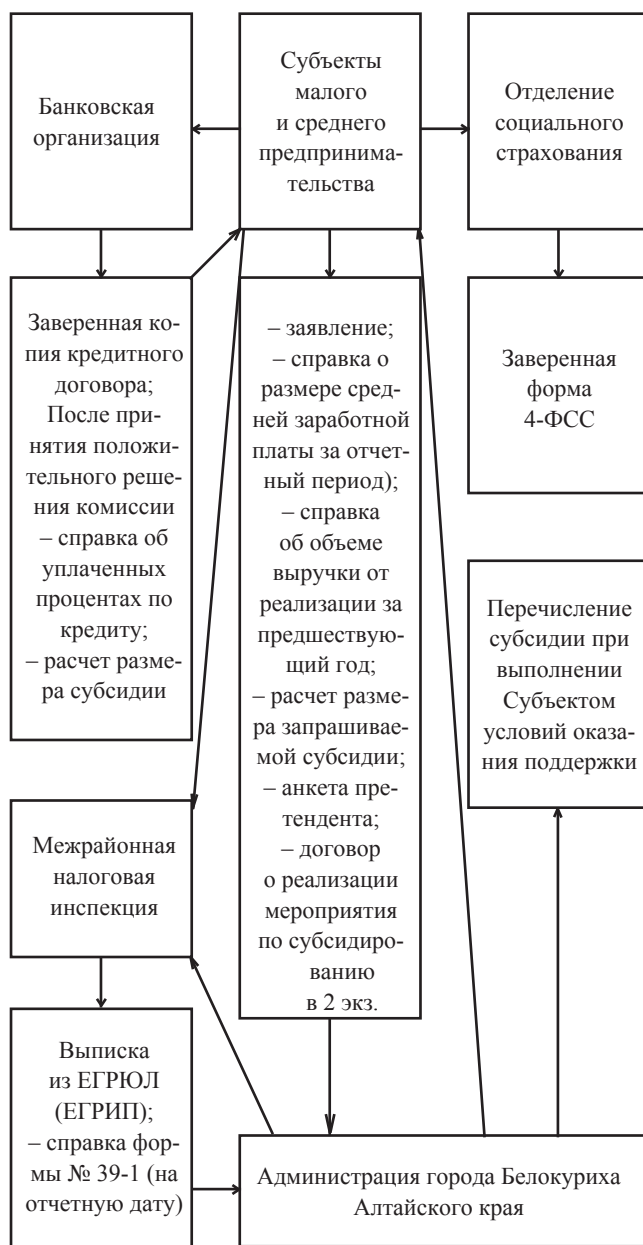 Банковская
организация
Субъекты
малого
и среднего
предпринима-
тельства
Отделение
социального
страхования
Заверенная ко-
пия кредитного
договора;
После при-
нятия положи-
тельного реше-
ния комиссии
– справка об
уплаченных
процентах по
кредиту;
– расчет разме-
ра субсидии
– заявление;
– справка о
размере сред-
ней заработной
платы за отчет-
ный период);
– справка
об объеме
выручки от
реализации за
предшествую-
щий год;
– расчет разме-
ра запрашивае-
мой субсидии;
– анкета пре-
тендента;
– договор
о реализации
мероприятия
по субсидиро-
ванию
в 2 экз.
Заверенная
форма
4-ФСС
Перечисление
субсидии при
выполнении
Субъектом
условий оказа-
ния поддержки
Межрайонная
налоговая
инспекция
Выписка
из ЕГРЮЛ
(ЕГРИП);
– справка фор-
мы № 39-1 (на
отчетную дату)
Администрация города Белокуриха
Алтайского края